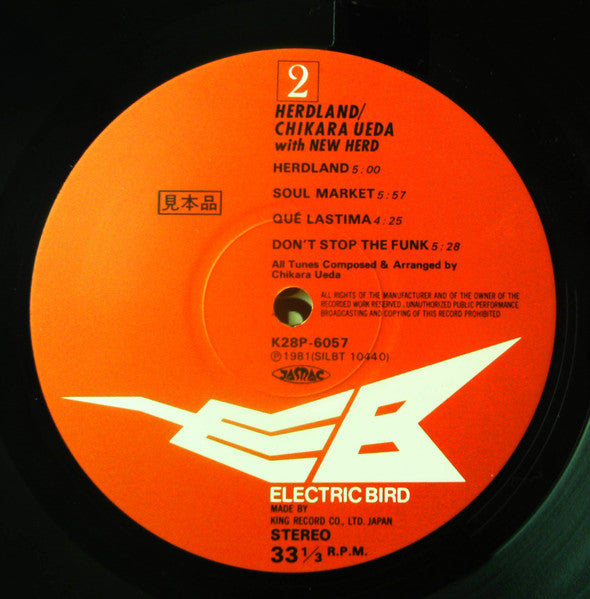 2
HERDLAND/
CHIKARA UEDA
with NEW HERD
HERDLAND 5:00
SOUL MARKET 5:57
見本品
QUÉ LASTIMA 4:25
DON'T STOP THE FUNK 5:28
All Tunes Composed & Arranged by
Chikara Ueda
ALL RIGHTS OF THE MANUFACTURER AND OF THE OWNER OF THE
RECORDED WORK RESERVED. UNAUTHORIZED PUBLIC PERFORMANCE
BROADCASTING AND COPYING OF THIS RECORD PROHIBITED
K28P-6057
℗1981(SILBT 10440)
JASRAC
EB
ELECTRIC BIRD
MADE BY
KING RECORD CO., LTD. JAPAN
STEREO
33 1/3 R.P.M.